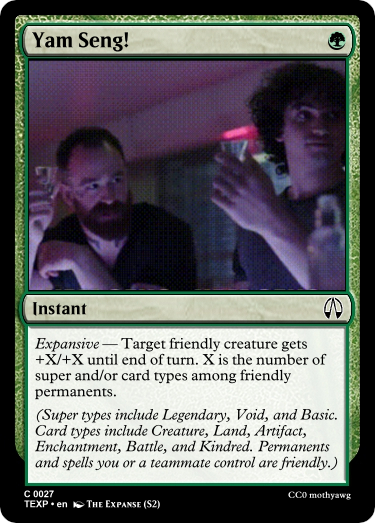 Yam Seng!
Instant
Expansive — Target friendly creature gets
+X/+X until end of turn. X is the number of
super and/or card types among friendly
permanents.
(Super types include Legendary, Void, and Basic.
Card types include Creature, Land, Artifact,
Enchantment, Battle, and Kindred. Permanents
and spells you or a teammate control are friendly.)
C 0027
TEXP • en The Expanse (S2)
CC0 mothyawg